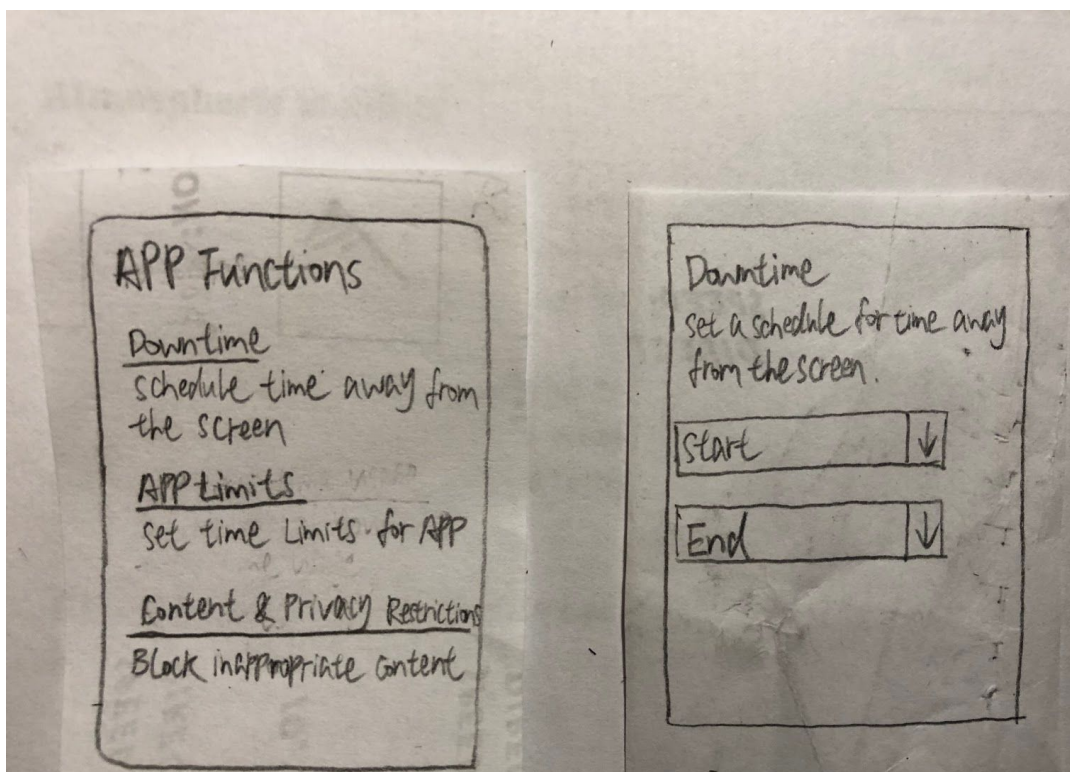 APP Functions
Downtime
schedule time away from
the screen
APP Limits
set time Limits for APP
Content & Privacy Restrictions
Block inappropriate content
Downtime
set a schedule for time away
from the screen.
Start
End